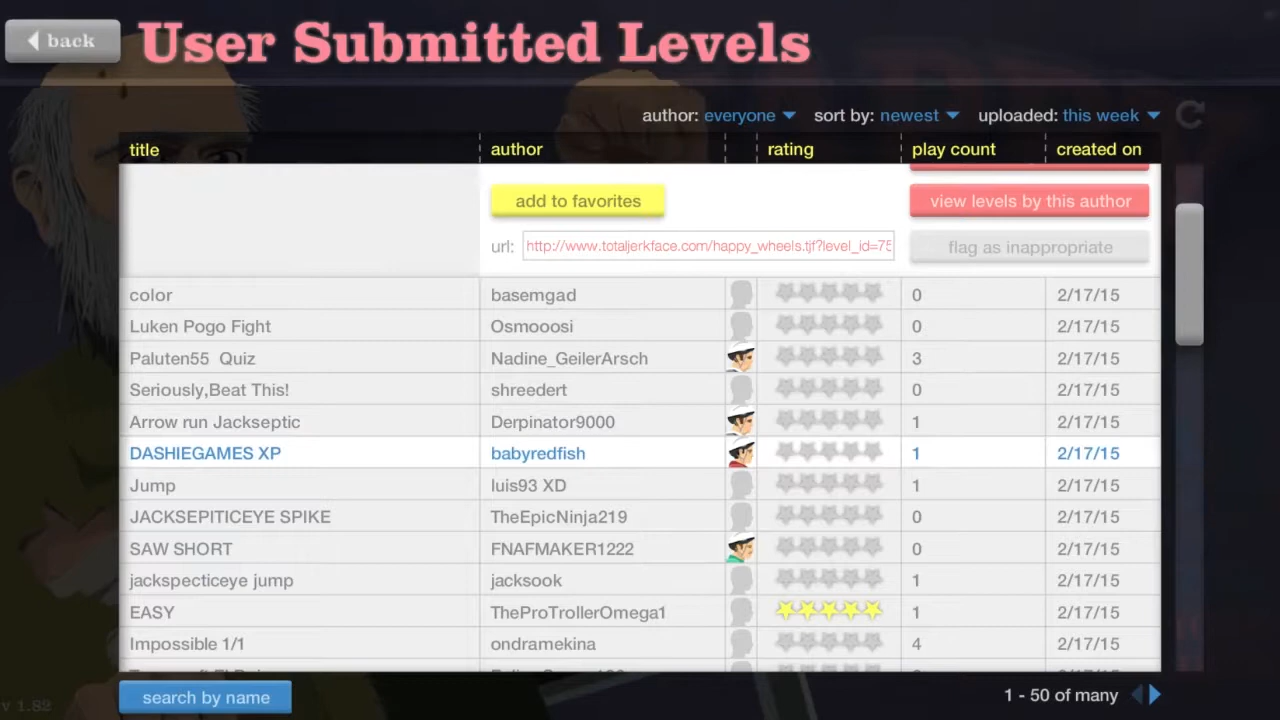 back
User Submitted Levels
author: everyone sort by: newest uploaded: this week
title author rating play count created on
add to favorites view levels by this author
url: http://www.totaljerkface.com/happy_wheels.tjf?level_id=75 flag as inappropriate
color basemgad 0 2/17/15
Luken Pogo Fight Osmooosi 0 2/17/15
Paluten55  Quiz Nadine_GeilerArsch 3 2/17/15
Seriously,Beat This! shreedert 0 2/17/15
Arrow run Jackseptic Derpinator9000 1 2/17/15
DASHIEGAMES XP babyredfish 1 2/17/15
Jump luis93 XD 1 2/17/15
JACKSEPITICEYE SPIKE TheEpicNinja219 0 2/17/15
SAW SHORT FNAFMAKER1222 0 2/17/15
jackspecticeye jump jacksook 1 2/17/15
EASY TheProTrollerOmega1 1 2/17/15
Impossible 1/1 ondramekina 4 2/17/15
search by name 1 - 50 of many
v 1.82